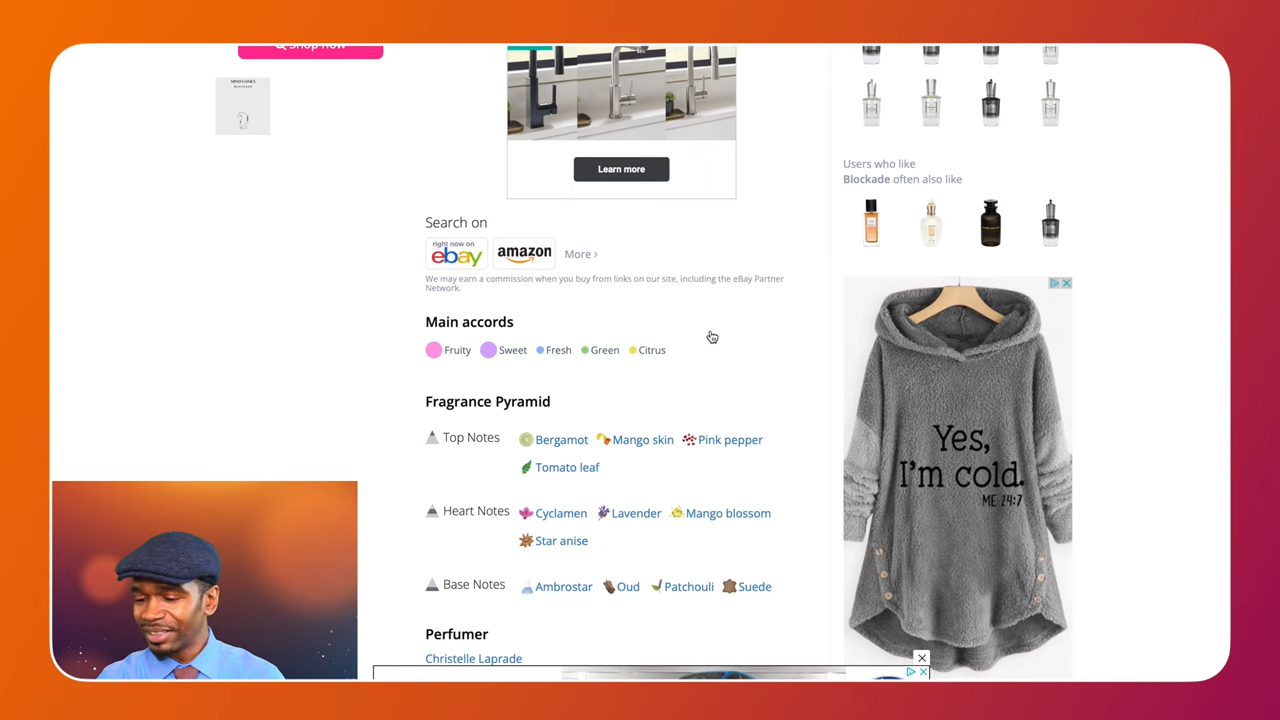 Shop now
MIND GAMES
BLOCKADE
Learn more
Search on
right now on
ebay
amazon
More ›
We may earn a commission when you buy from links on our site, including the eBay Partner
Network.
Main accords
Fruity Sweet Fresh Green Citrus
Fragrance Pyramid
Top Notes Bergamot Mango skin Pink pepper
Tomato leaf
Heart Notes Cyclamen Lavender Mango blossom
Star anise
Base Notes Ambrostar Oud Patchouli Suede
Perfumer
Christelle Laprade
Users who like
Blockade often also like
Yes,
I'm cold.
ME 24:7